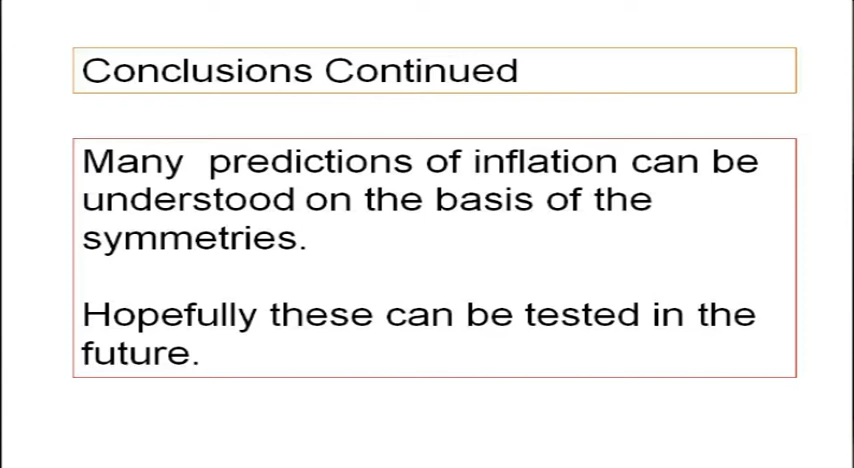 Conclusions Continued
Many  predictions of inflation can be
understood on the basis of the
symmetries.
Hopefully these can be tested in the
future.